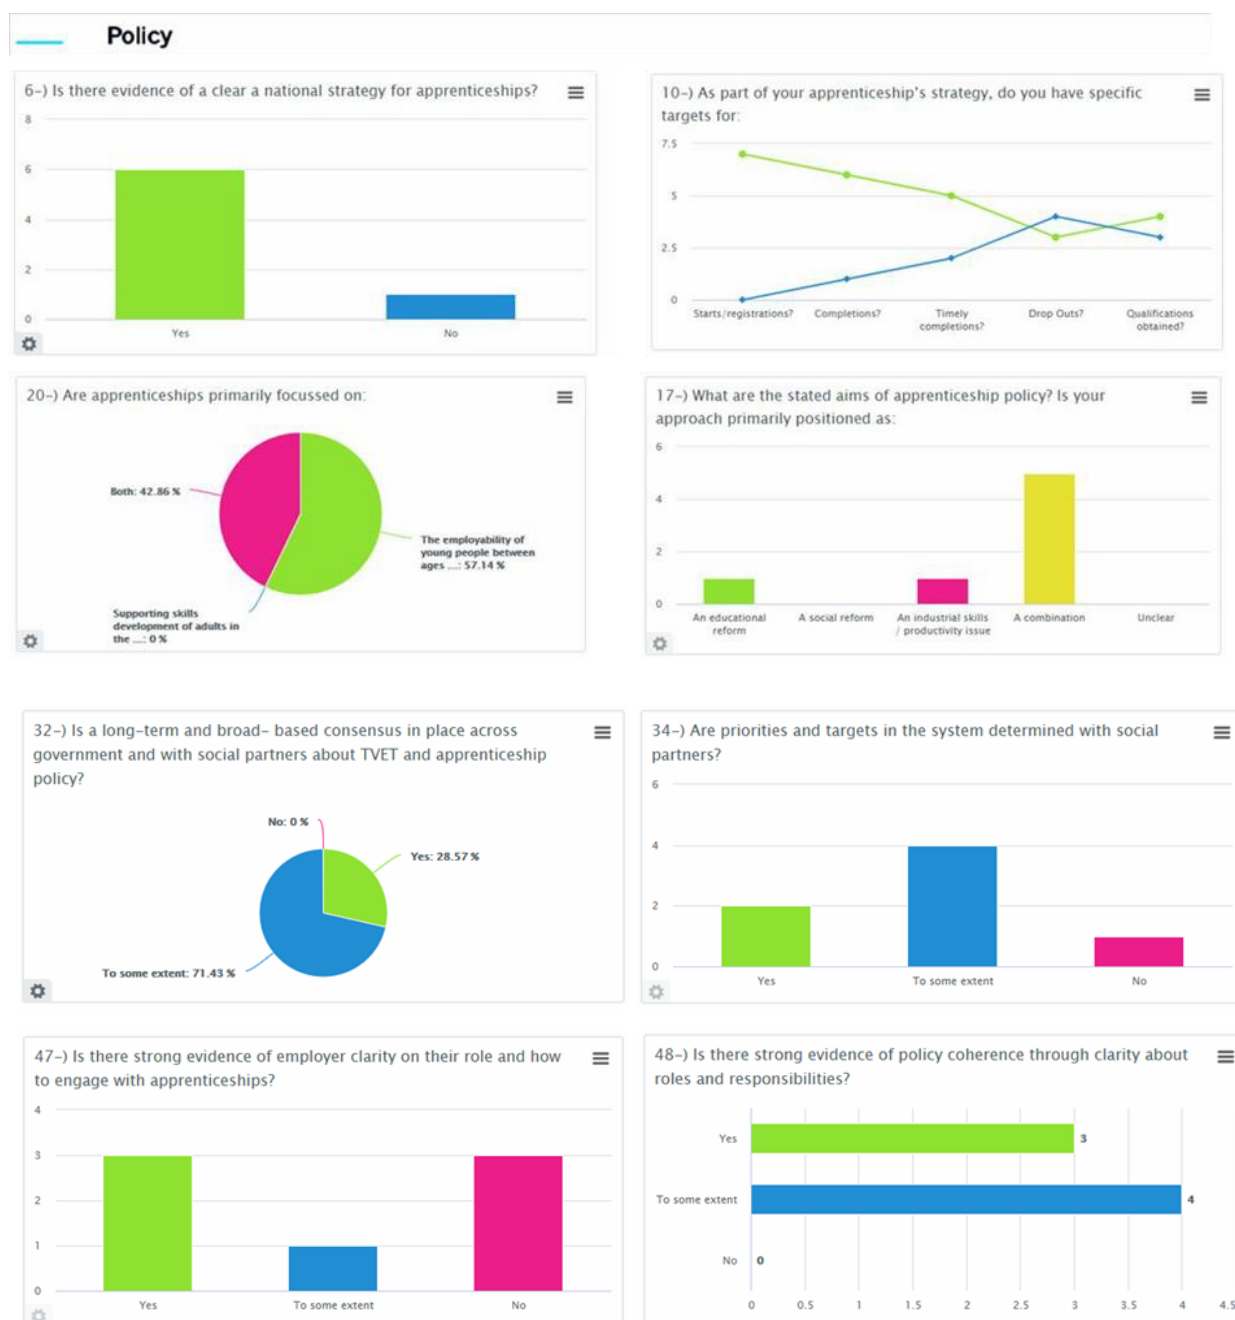 Policy
6-) Is there evidence of a clear a national strategy for apprenticeships?
8
6
4
2
0
Yes
No
10-) As part of your apprenticeship's strategy, do you have specific
targets for:
7.5
5
2.5
0
Starts/registrations?
Completions?
Timely
completions?
Drop Outs?
Qualifications
obtained?
20-) Are apprenticeships primarily focussed on:
Both: 42.86 %
The employability of
young people between
ages ...: 57.14 %
Supporting skills
development of adults in
the ...: 0 %
17-) What are the stated aims of apprenticeship policy? Is your
approach primarily positioned as:
6
4
2
0
An educational
reform
A social reform
An industrial skills
/ productivity issue
A combination
Unclear
32-) Is a long-term and broad- based consensus in place across
government and with social partners about TVET and apprenticeship
policy?
No: 0 %
Yes: 28.57 %
To some extent: 71.43 %
34-) Are priorities and targets in the system determined with social
partners?
6
4
2
0
Yes
To some extent
No
47-) Is there strong evidence of employer clarity on their role and how
to engage with apprenticeships?
4
3
2
1
0
Yes
To some extent
No
48-) Is there strong evidence of policy coherence through clarity about
roles and responsibilities?
Yes
3
To some extent
4
No
0
0 0.5 1 1.5 2 2.5 3 3.5 4 4.5